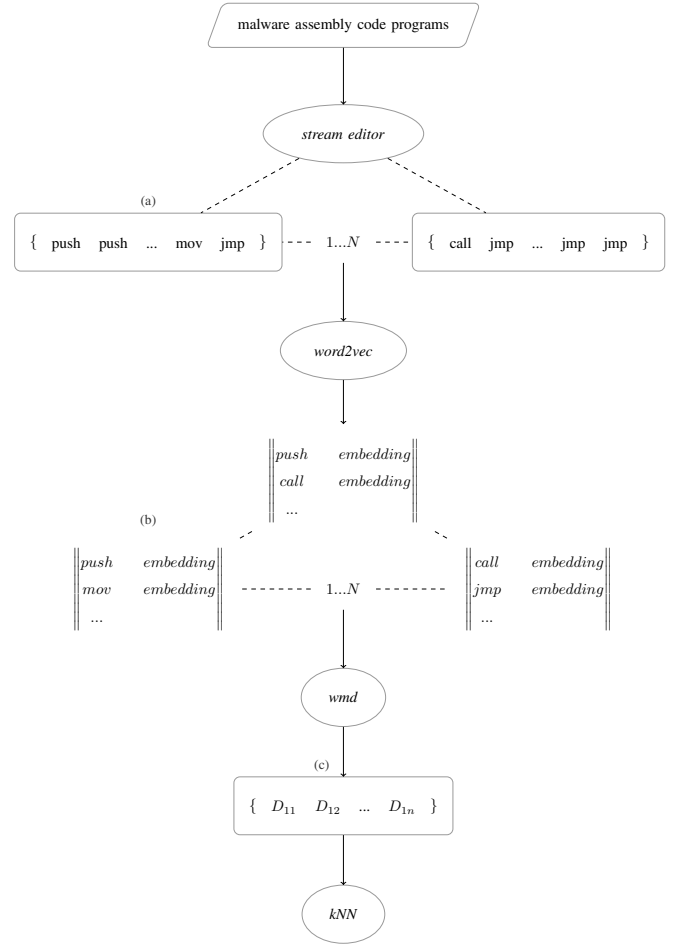 malware assembly code programs
stream editor
(a)
{ push push ... mov jmp } 1...N { call jmp ... jmp jmp }
word2vec
push embedding
call embedding
...
(b)
push embedding
mov embedding
...
1...N
call embedding
jmp embedding
...
wmd
(c)
{ D11 D12 ... D1n }
kNN